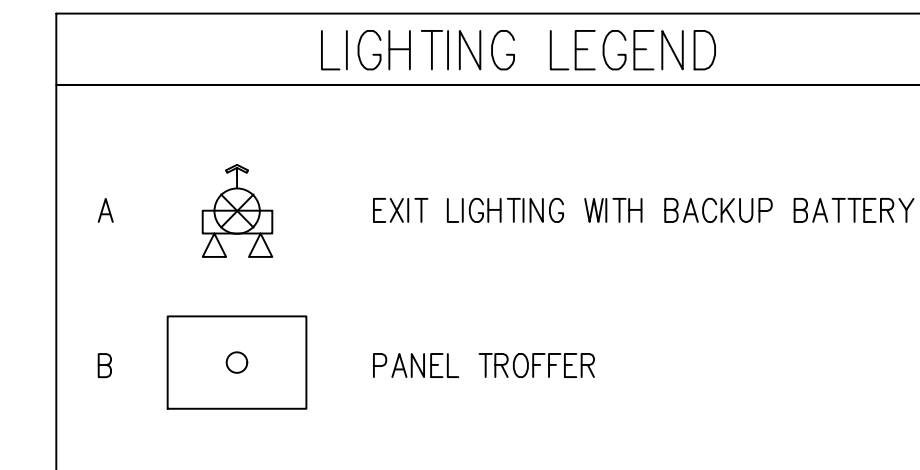 LIGHTING LEGEND
A EXIT LIGHTING WITH BACKUP BATTERY
B PANEL TROFFER